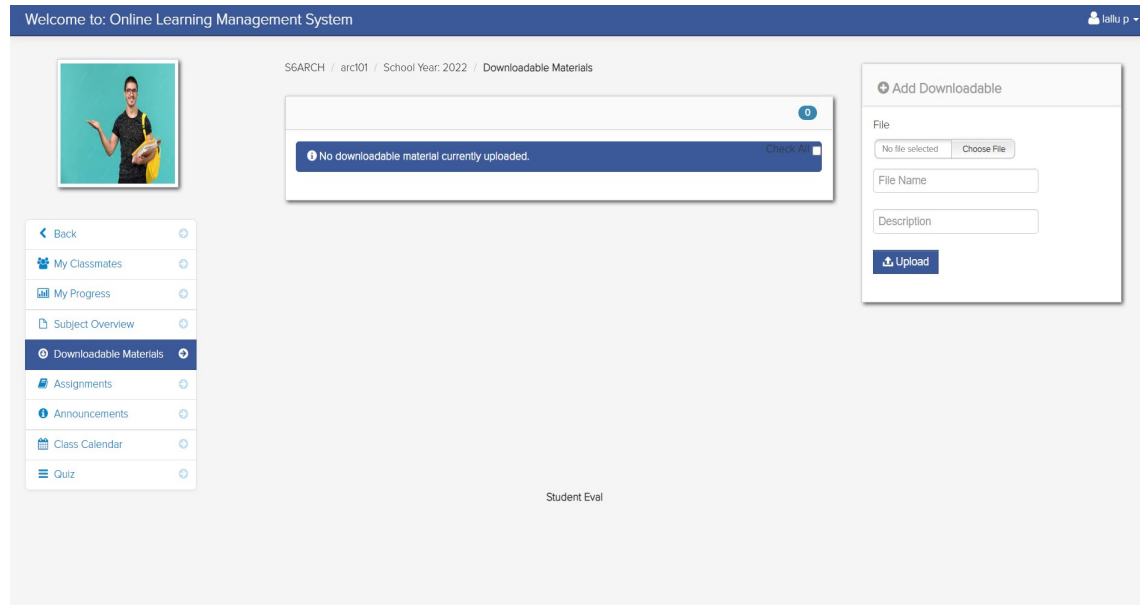 Welcome to: Online Learning Management System
lallu p
S6ARCH / arc101 / School Year: 2022 / Downloadable Materials
0
No downloadable material currently uploaded.
Check All
Add Downloadable
File
No file selected
Choose File
File Name
Description
Upload
Back
My Classmates
My Progress
Subject Overview
Downloadable Materials
Assignments
Announcements
Class Calendar
Quiz
Student Eval